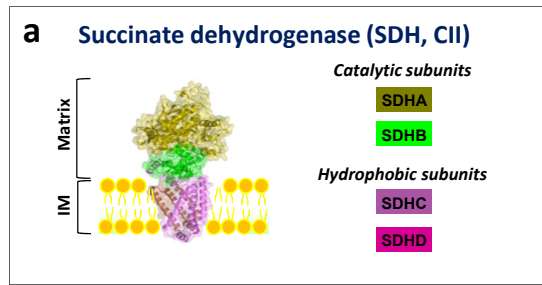 a
Succinate dehydrogenase (SDH, CII)
Matrix
IM
Catalytic subunits
SDHA
SDHB
Hydrophobic subunits
SDHC
SDHD